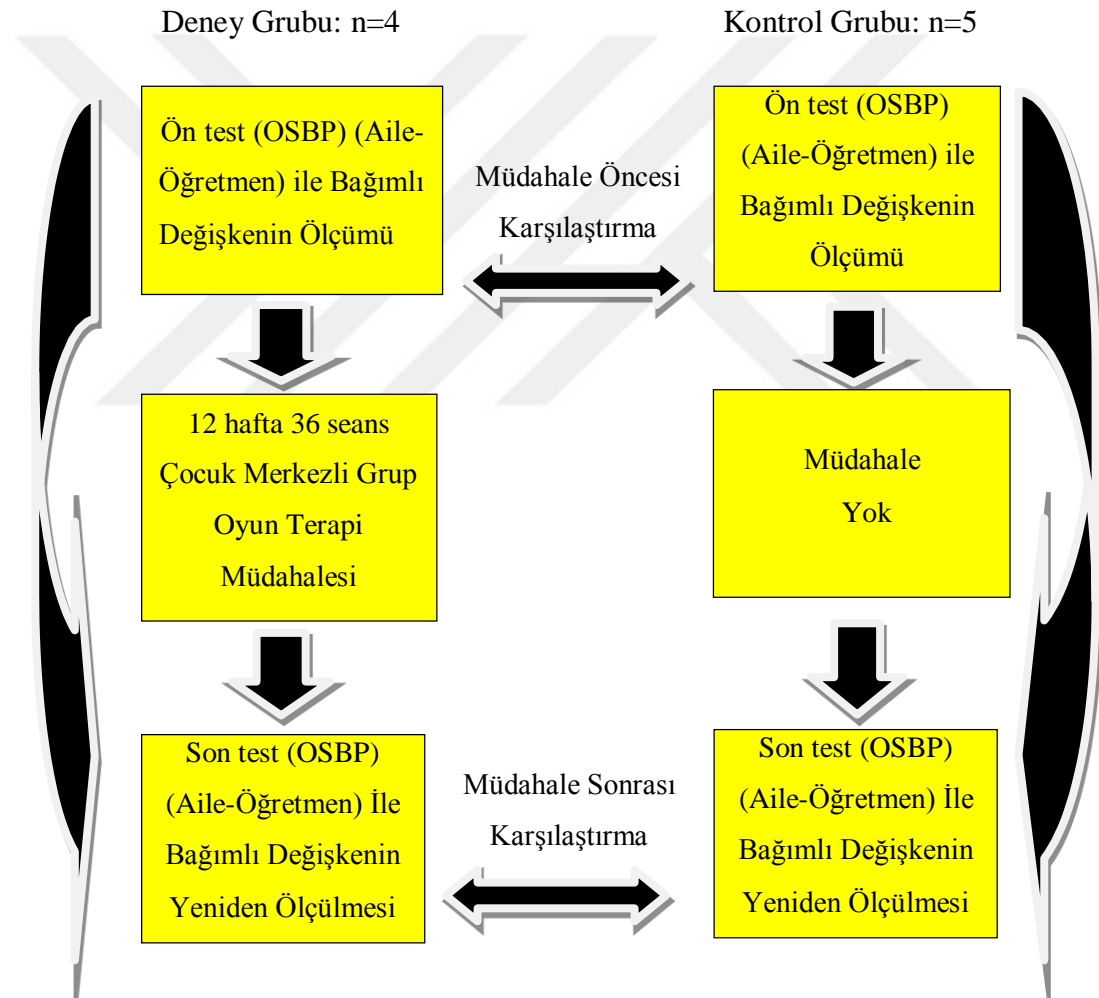 Deney Grubu: n=4
Kontrol Grubu: n=5
Ön test (OSBP) (Aile-
Öğretmen) ile Bağımlı
Değişkenin Ölçümü
Müdahale Öncesi
Karşılaştırma
Ön test (OSBP)
(Aile-Öğretmen) ile
Bağımlı Değişkenin
Ölçümü
12 hafta 36 seans
Çocuk Merkezli Grup
Oyun Terapi
Müdahalesi
Müdahale
Yok
Son test (OSBP)
(Aile-Öğretmen) İle
Bağımlı Değişkenin
Yeniden Ölçülmesi
Müdahale Sonrası
Karşılaştırma
Son test (OSBP)
(Aile-Öğretmen) İle
Bağımlı Değişkenin
Yeniden Ölçülmesi